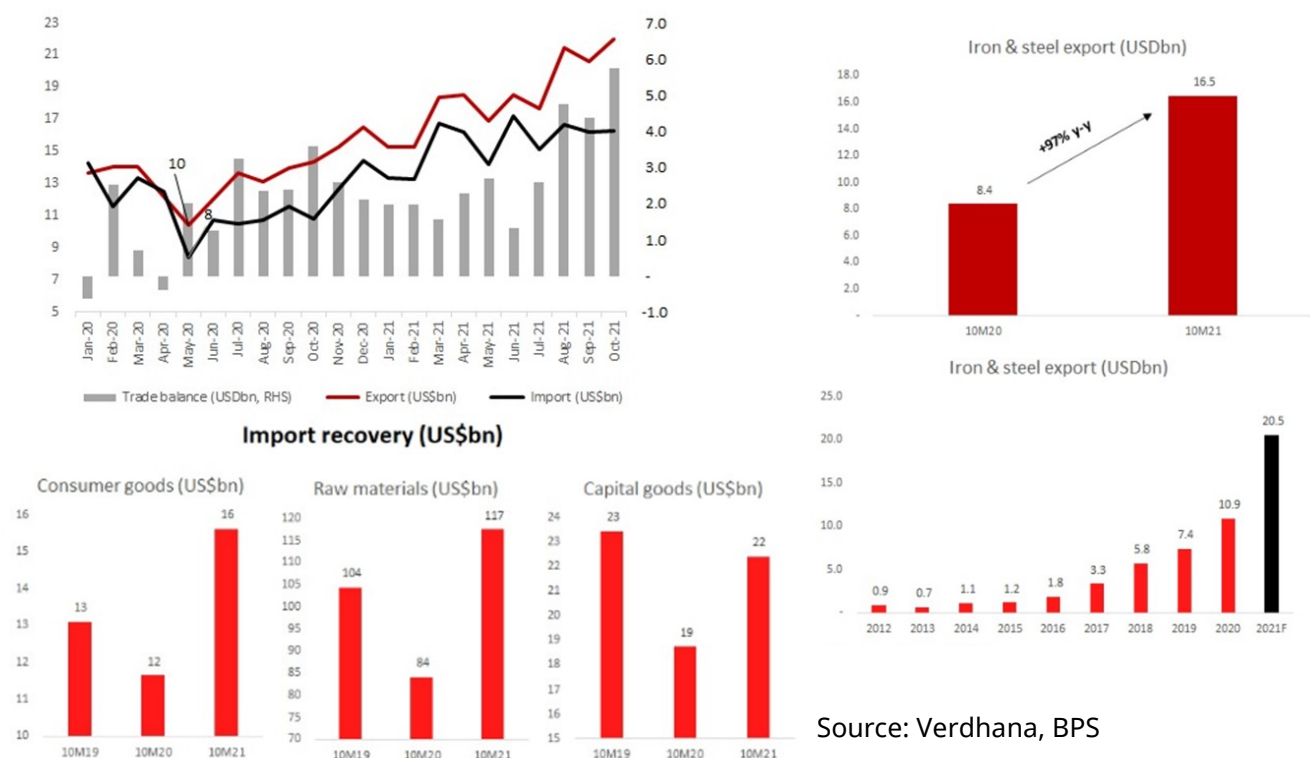 23
21
19
17
15
13
11
9
7
5
7.0
6.0
5.0
4.0
3.0
2.0
1.0
-
-1.0
10
8
Jan-20
Feb-20
Mar-20
Apr-20
May-20
Jun-20
Jul-20
Aug-20
Sep-20
Oct-20
Nov-20
Dec-20
Jan-21
Feb-21
Mar-21
Apr-21
May-21
Jun-21
Jul-21
Aug-21
Sep-21
Oct-21
Trade balance (USDbn, RHS) Export (US$bn) Import (US$bn)
Iron & steel export (USDbn)
18.0
16.0
14.0
12.0
10.0
8.0
6.0
4.0
2.0
-
8.4
+97% y-y
16.5
10M20 10M21
Iron & steel export (USDbn)
25.0
20.0
15.0
10.0
5.0
-
0.9 0.7 1.1 1.2 1.8 3.3 5.8 7.4 10.9 20.5
2012 2013 2014 2015 2016 2017 2018 2019 2020 2021F
Import recovery (US$bn)
Consumer goods (US$bn)
16
15
14
13
12
11
10
13 12 16
10M19 10M20 10M21
Raw materials (US$bn)
120
115
110
105
100
95
90
85
80
75
70
104 84 117
10M19 10M20 10M21
Capital goods (US$bn)
24
23
22
21
20
19
18
17
16
15
23 19 22
10M19 10M20 10M21
Source: Verdhana, BPS